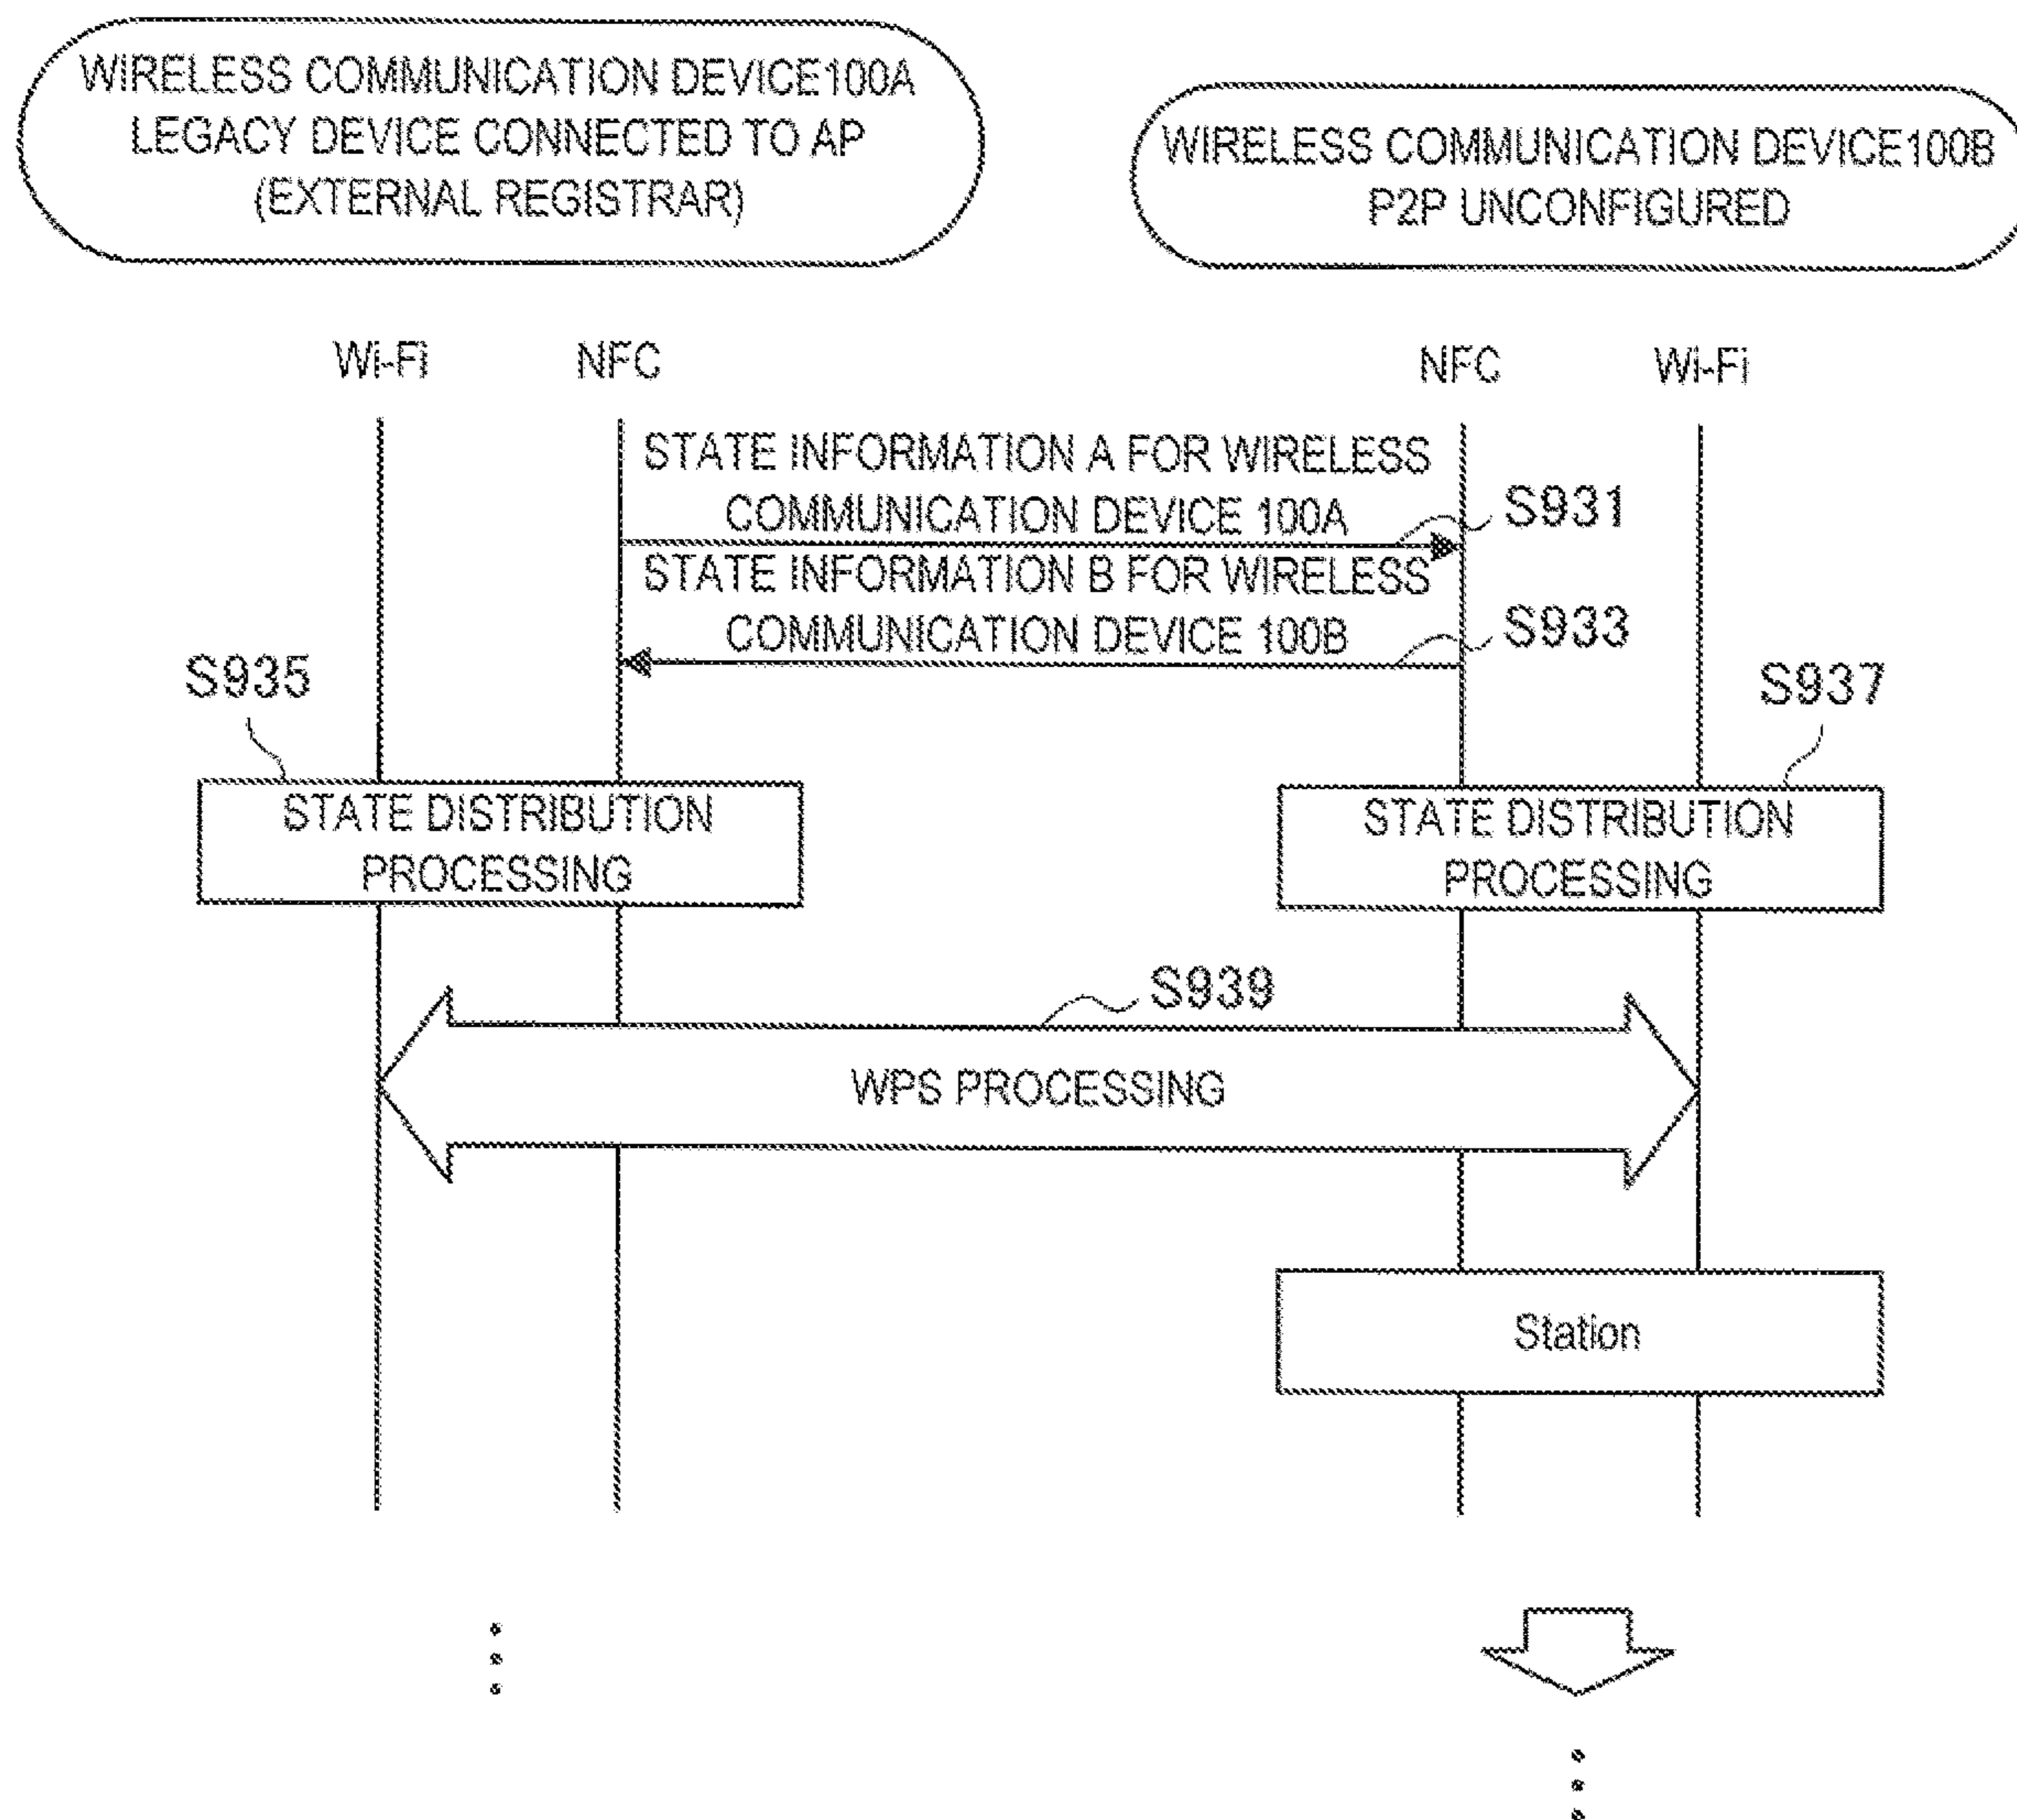 WIRELESS COMMUNICATION DEVICE100A
LEGACY DEVICE CONNECTED TO AP
(EXTERNAL REGISTRAR)
WIRELESS COMMUNICATION DEVICE100B
P2P UNCONFIGURED
Wi-Fi
NFC
NFC
Wi-Fi
STATE INFORMATION A FOR WIRELESS
COMMUNICATION DEVICE 100A
S931
STATE INFORMATION B FOR WIRELESS
COMMUNICATION DEVICE 100B
S933
S935
S937
STATE DISTRIBUTION
PROCESSING
STATE DISTRIBUTION
PROCESSING
S939
WPS PROCESSING
Station